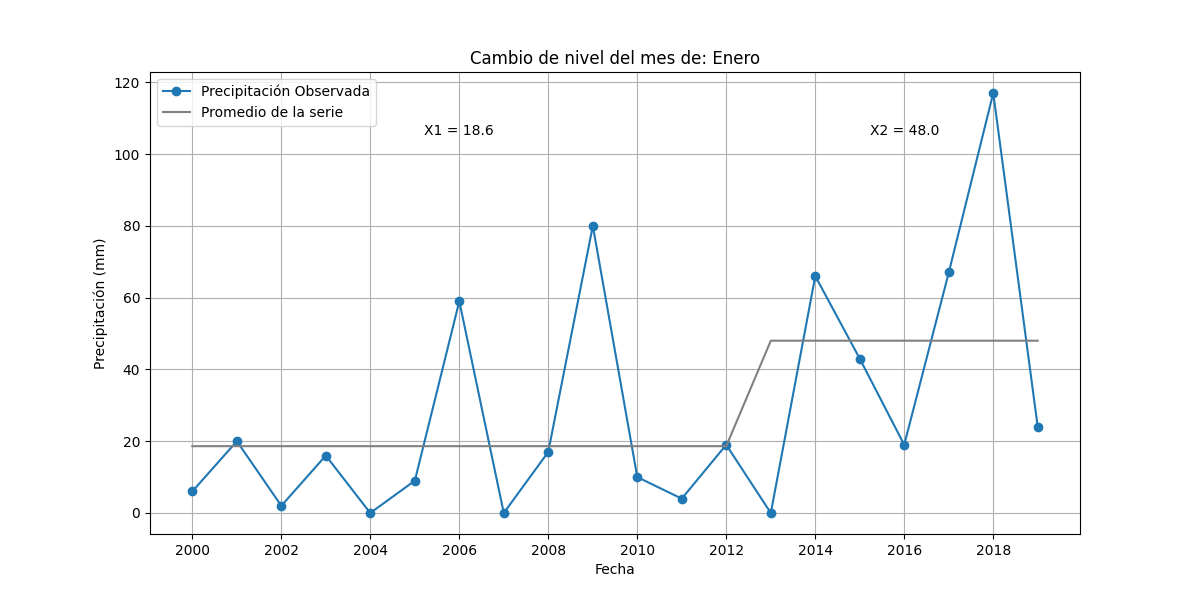 Cambio de nivel del mes de: Enero
Precipitación Observada
Promedio de la serie
X1 = 18.6
X2 = 48.0
120
100
80
60
40
20
0
Precipitación (mm)
2000 2002 2004 2006 2008 2010 2012 2014 2016 2018
Fecha